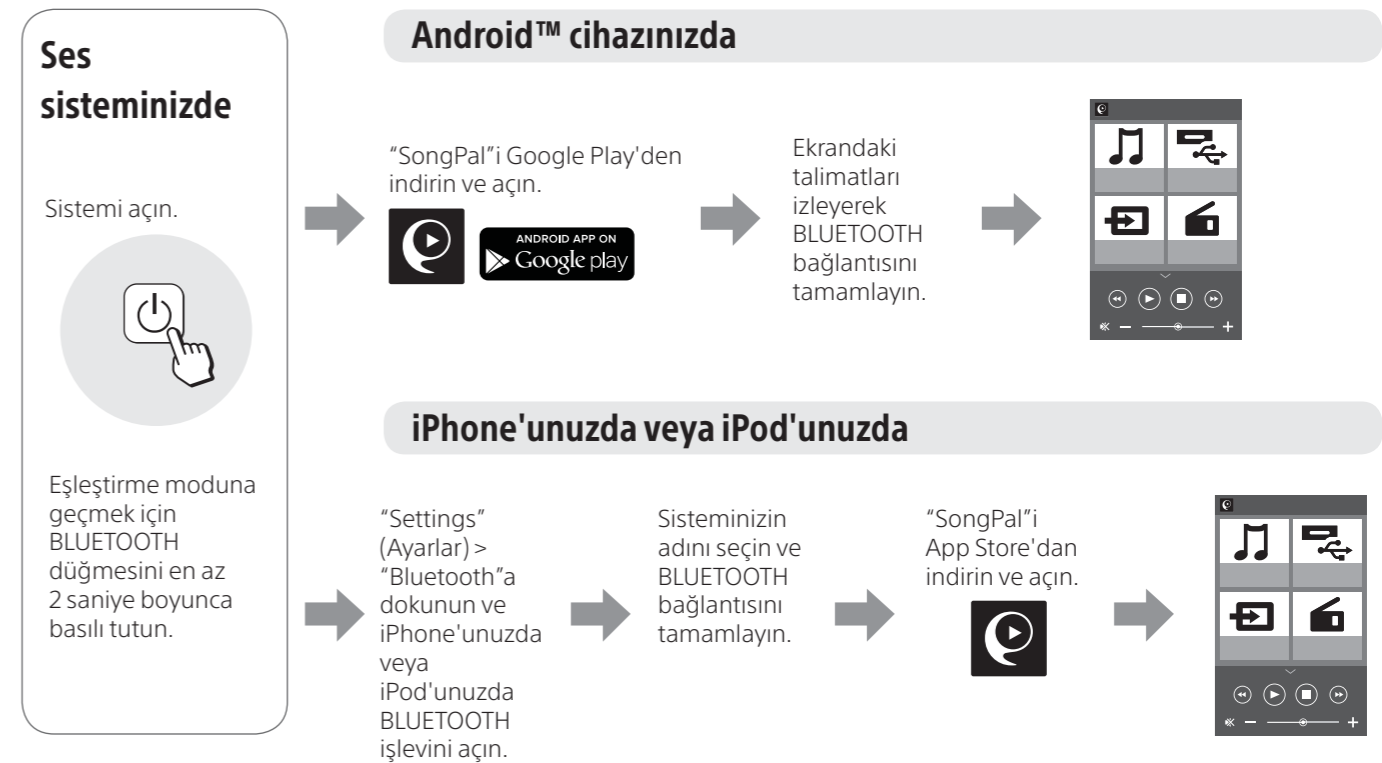 Ses
sisteminizde
Sistemi açın.
Eşleştirme moduna
geçmek için
BLUETOOTH
düğmesini en az
2 saniye boyunca
basılı tutun.
Android™ cihazınızda
“SongPal”i Google Play'den
indirin ve açın.
ANDROID APP ON
Google play
Ekrandaki
talimatları
izleyerek
BLUETOOTH
bağlantısını
tamamlayın.
iPhone'unuzda veya iPod'unuzda
“Settings”
(Ayarlar) >
“Bluetooth”a
dokunun ve
iPhone'unuzda
veya
iPod'unuzda
BLUETOOTH
işlevini açın.
Sisteminizin
adını seçin ve
BLUETOOTH
bağlantısını
tamamlayın.
“SongPal”i
App Store'dan
indirin ve açın.